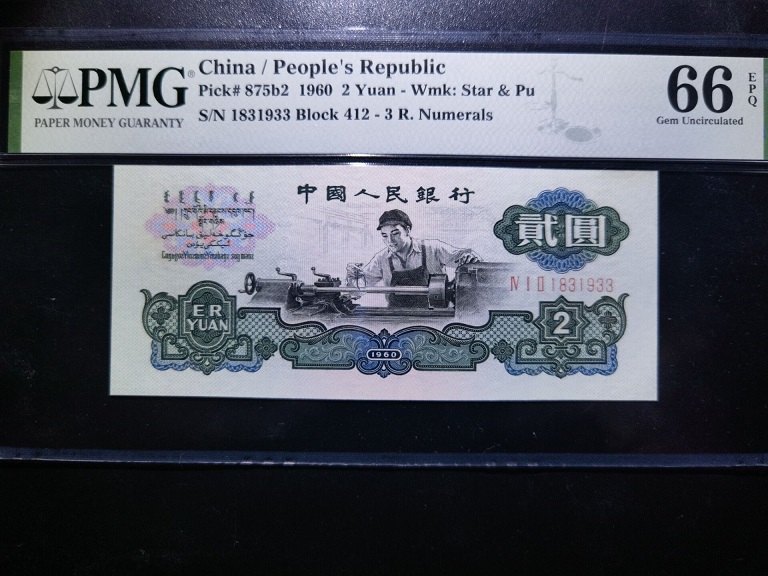 PMG®
PAPER MONEY GUARANTY
China / People's Republic
Pick# 875b2 1960 2 Yuan - Wmk: Star & Pu
S/N 1831933 Block 412 - 3 R. Numerals
66 EPQ
Gem Uncirculated
中國人民銀行
貳圓
Ⅳ Ⅰ Ⅱ 1831933
ER
YUAN
1960
2